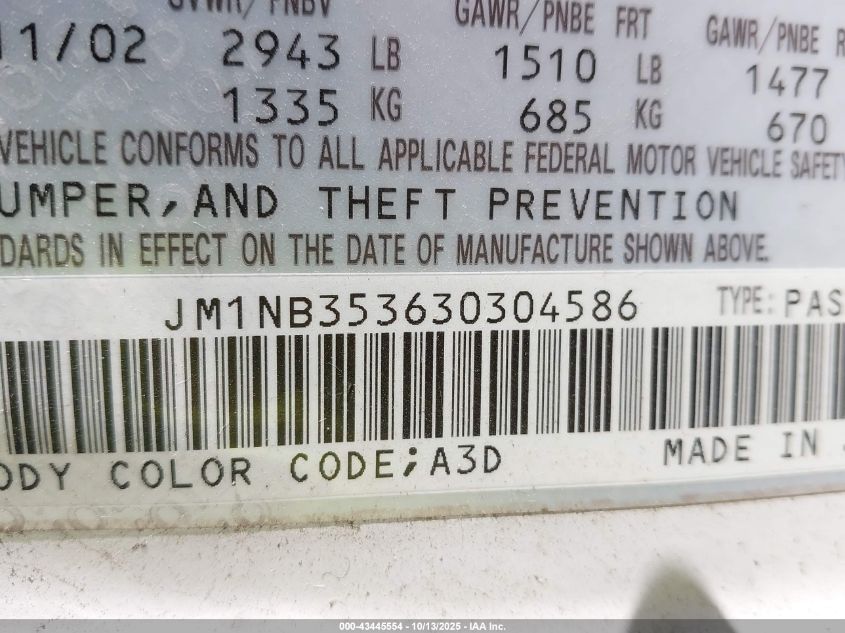 GVWR/PNBV GAWR/PNBE FRT GAWR/PNBE R
11/02 2943 LB 1510 LB 1477
1335 KG 685 KG 670
VEHICLE CONFORMS TO ALL APPLICABLE FEDERAL MOTOR VEHICLE SAFETY
UMPER,AND THEFT PREVENTION
DARDS IN EFFECT ON THE DATE OF MANUFACTURE SHOWN ABOVE.
JM1NB353630304586 TYPE: PAS
ODY COLOR CODE;A3D MADE IN
000-43445554 - 10/13/2025 - IAA Inc.